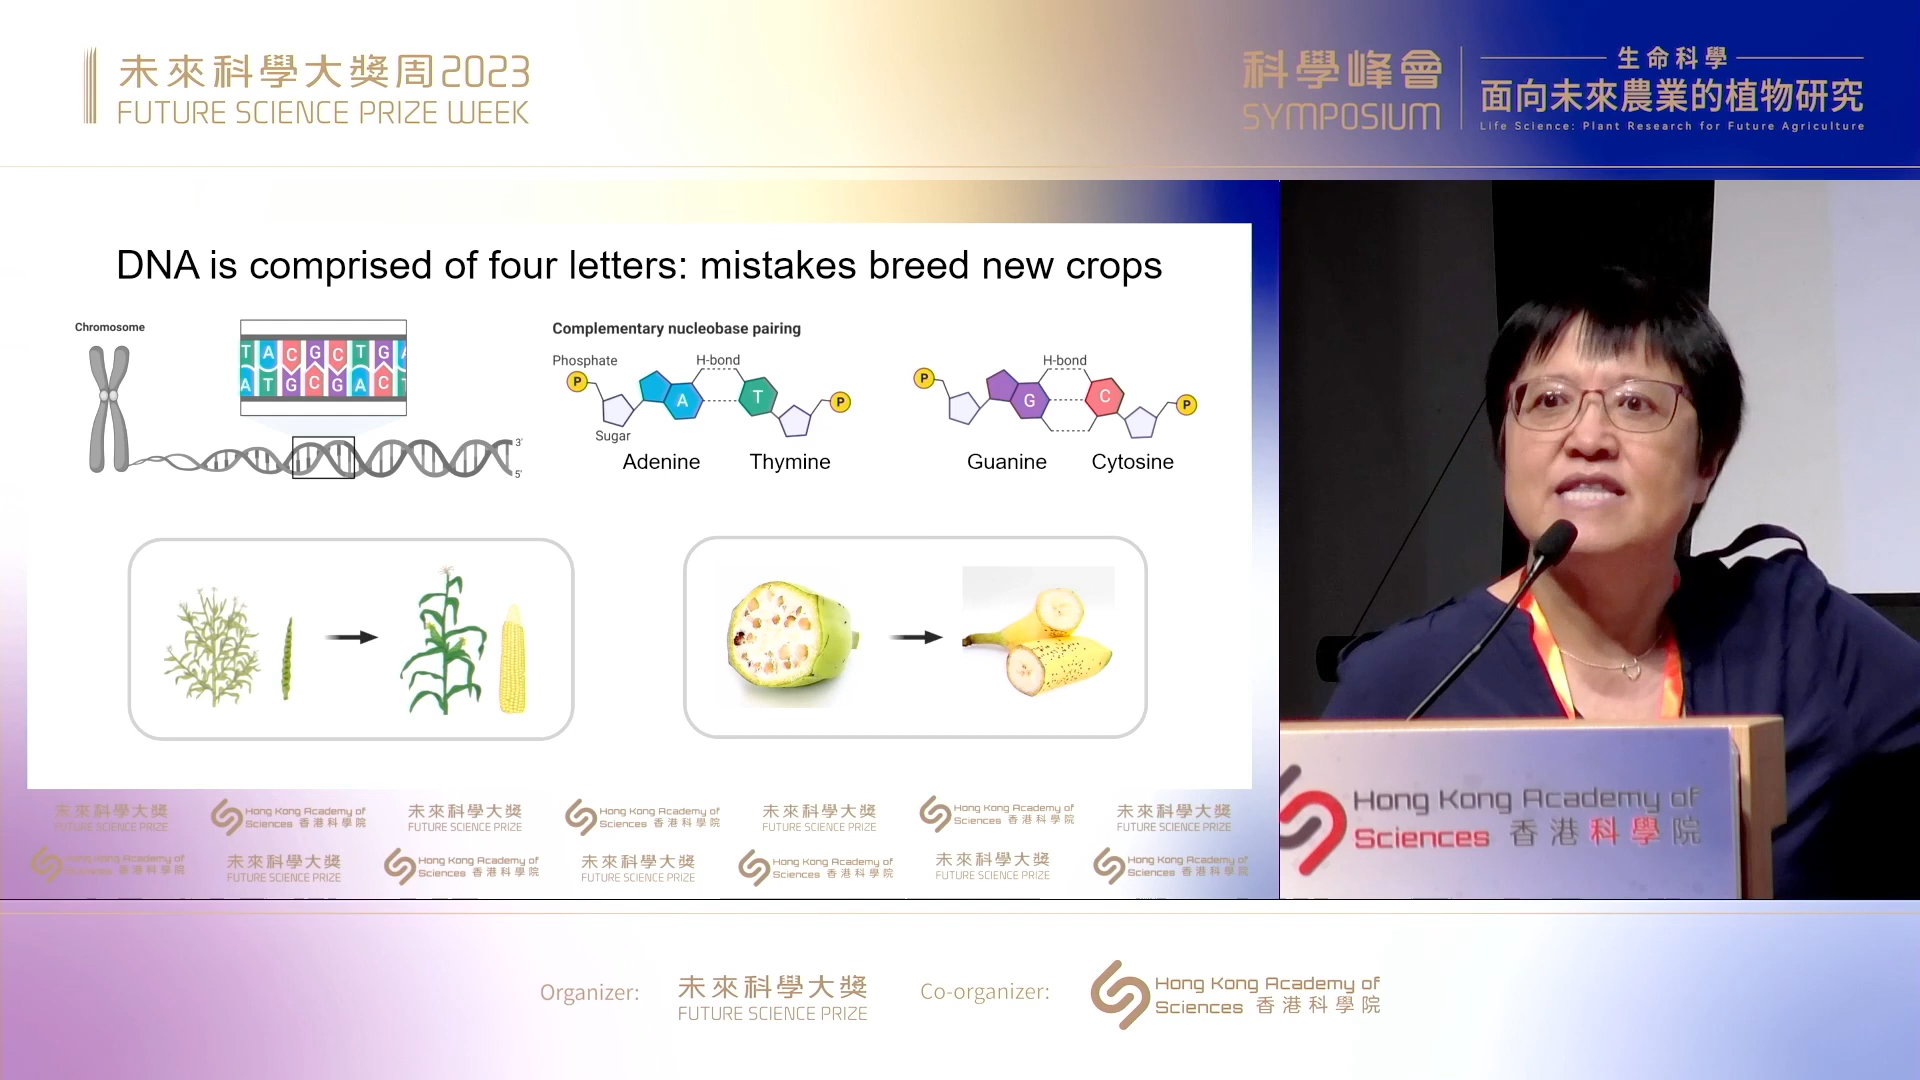 未來科學大獎周2023
FUTURE SCIENCE PRIZE WEEK
科學峰會
SYMPOSIUM
生命科學
面向未來農業的植物研究
Life Science: Plant Research for Future Agriculture
DNA is comprised of four letters: mistakes breed new crops
Chromosome
T A C G C T G A
A T G C G A C T
3'
5'
Complementary nucleobase pairing
Phosphate
H-bond
P
A
T
P
Sugar
Adenine
Thymine
H-bond
P
G
C
P
Guanine
Cytosine
未來科學大獎
FUTURE SCIENCE PRIZE
Hong Kong Academy of
Sciences 香港科學院
未來科學大獎
FUTURE SCIENCE PRIZE
Hong Kong Academy of
Sciences 香港科學院
未來科學大獎
FUTURE SCIENCE PRIZE
Hong Kong Academy of
Sciences 香港科學院
未來科學大獎
FUTURE SCIENCE PRIZE
Hong Kong Academy of
Sciences 香港科學院
未來科學大獎
FUTURE SCIENCE PRIZE
Hong Kong Academy of
Sciences 香港科學院
未來科學大獎
FUTURE SCIENCE PRIZE
Hong Kong Academy of
Sciences 香港科學院
未來科學大獎
FUTURE SCIENCE PRIZE
Hong Kong Academy of
Sciences 香港科學院
Hong Kong Academy of
Sciences 香港科學院
Organizer:
未來科學大獎
FUTURE SCIENCE PRIZE
Co-organizer:
Hong Kong Academy of
Sciences 香港科學院